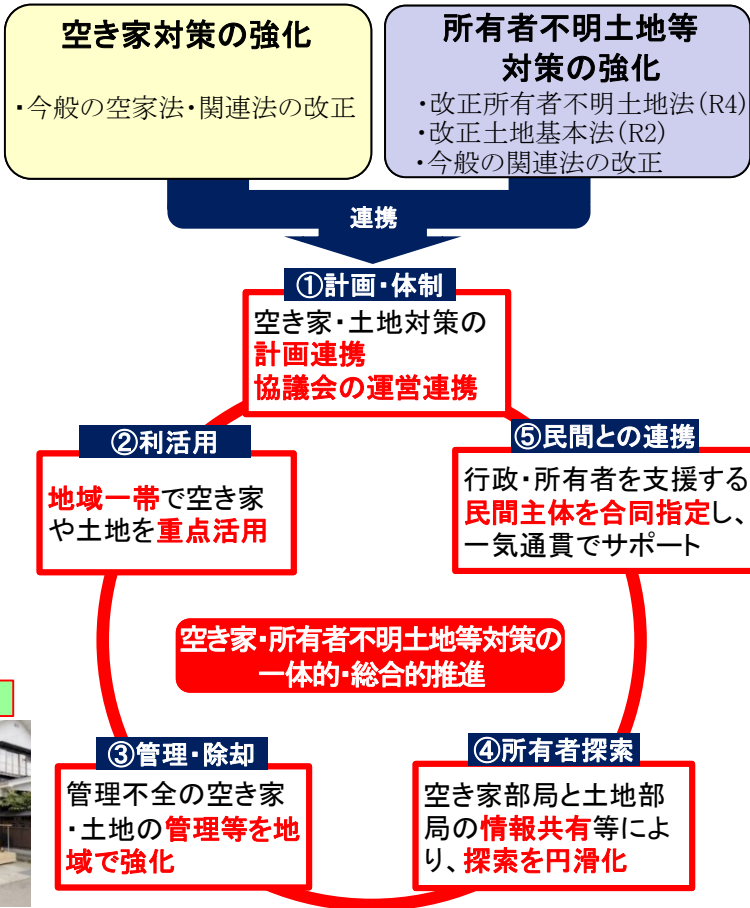 空き家対策の強化
・今般の空家法・関連法の改正
所有者不明土地等
対策の強化
・改正所有者不明土地法(R4)
・改正土地基本法(R2)
・今般の関連法の改正
連携
①計画・体制
空き家・土地対策の
計画連携
協議会の運営連携
②利活用
地域一帯で空き家
や土地を重点活用
⑤民間との連携
行政・所有者を支援する
民間主体を合同指定し、
一気通貫でサポート
空き家・所有者不明土地等対策の
一体的・総合的推進
③管理・除却
管理不全の空き家
・土地の管理等を地
域で強化
④所有者探索
空き家部局と土地部
局の情報共有等によ
り、探索を円滑化